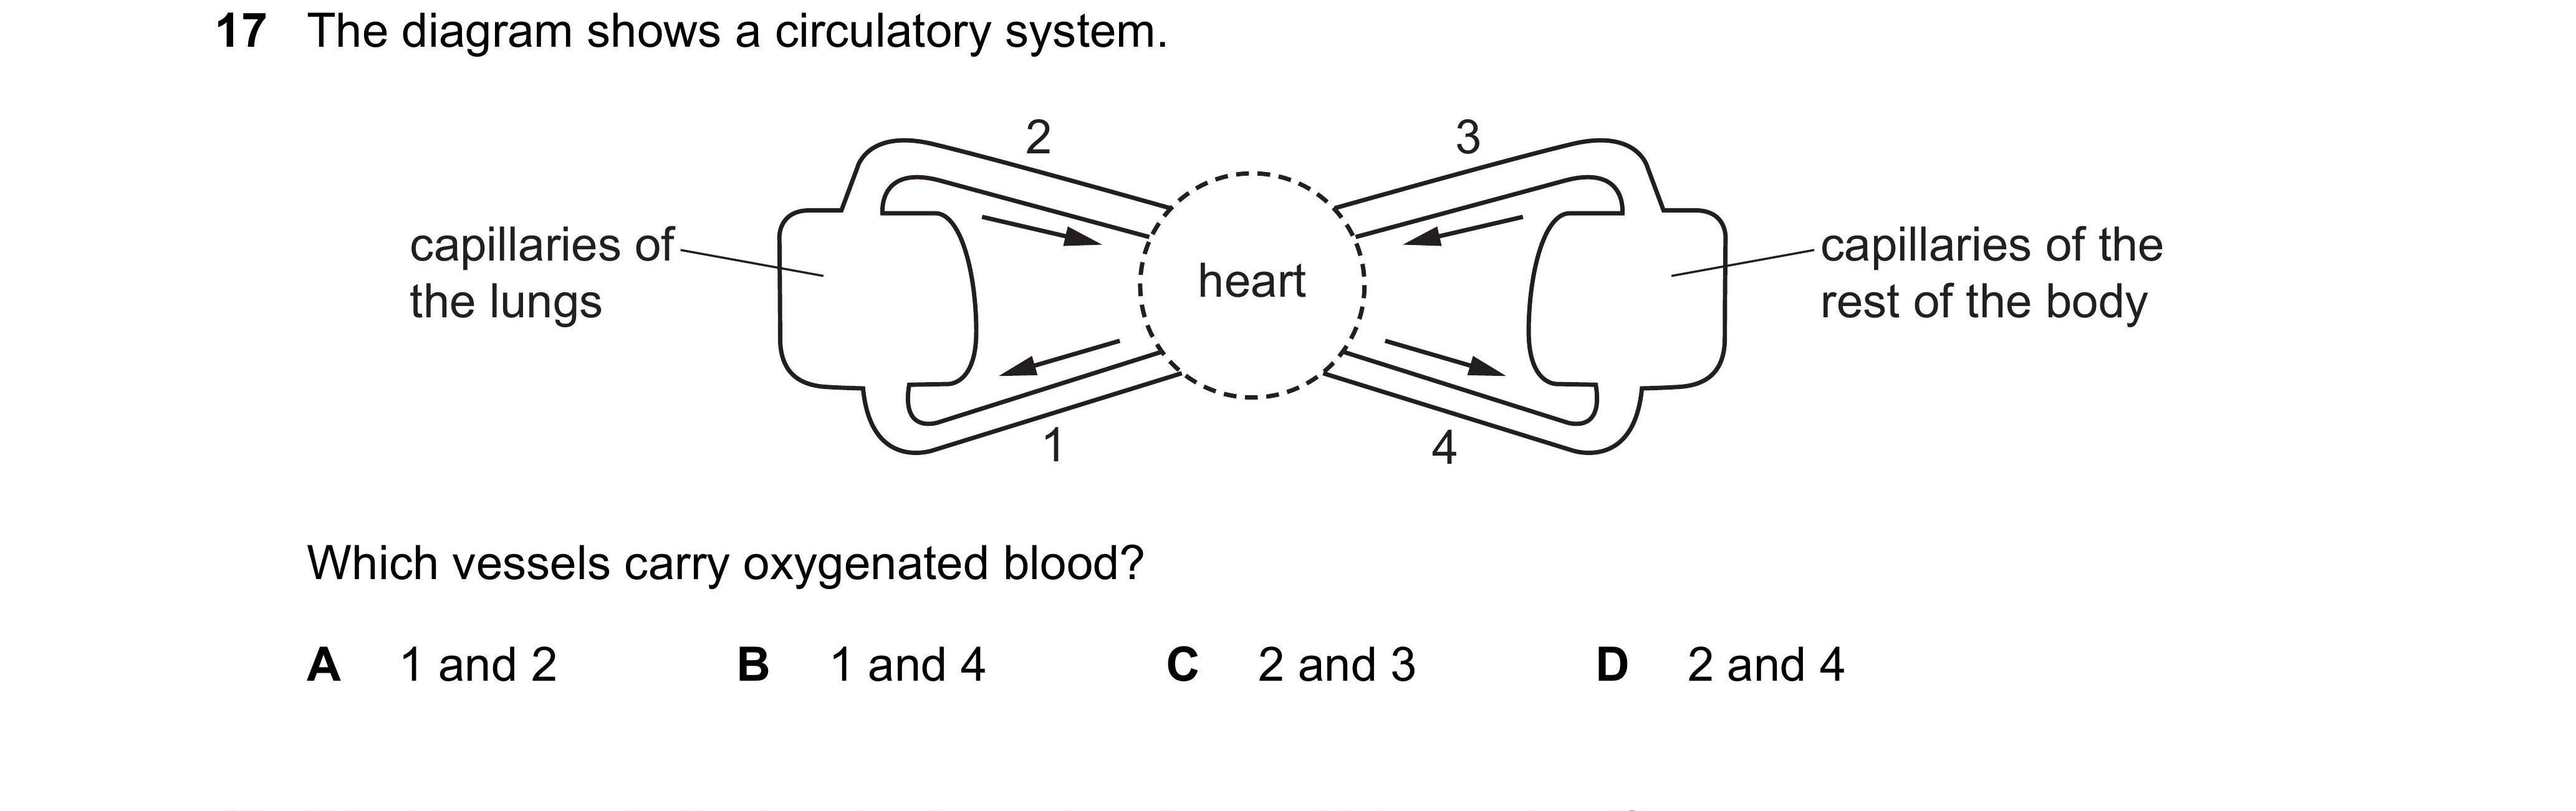 17 The diagram shows a circulatory system.
2
3
capillaries of
the lungs
heart
capillaries of the
rest of the body
1
4
Which vessels carry oxygenated blood?
A 1 and 2 B 1 and 4 C 2 and 3 D 2 and 4